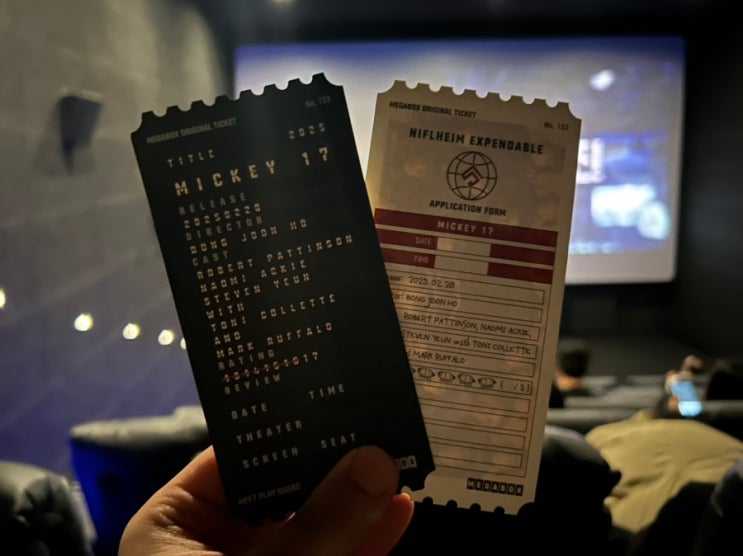 MEGABOX ORIGINAL TICKET
No. 133
TITLE 2025
MICKEY 17
RELEASE
20250228
DIRECTOR
BONG JOON HO
CAST
ROBERT PATTINSON
NAOMI ACKIE
STEVEN YEUN
WITH
TONI COLLETTE
AND
MARK RUFFALO
RATING
REVIEW
DATE TIME
THEATER
SCREEN SEAT
MEET PLAY SHARE
MEGABOX ORIGINAL TICKET
No. 133
NIFLHEIM EXPENDABLE
APPLICATION FORM
MICKEY 17
DATE
TIME
2025. 02. 28
BONG JOON HO
ROBERT PATTINSON, NAOMI ACKIE,
STEVEN YEUN with TONI COLLETTE
MARK RUFFALO
( /5)
MEGABOX